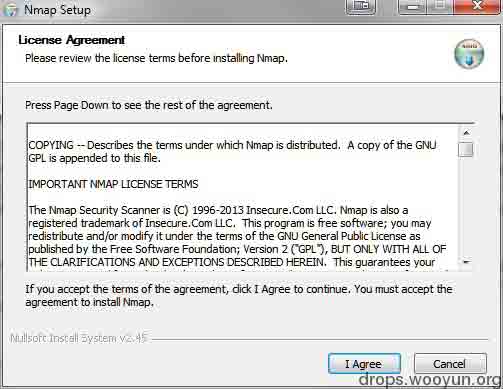 Nmap Setup
License Agreement
Please review the license terms before installing Nmap.
Press Page Down to see the rest of the agreement.
COPYING -- Describes the terms under which Nmap is distributed.  A copy of the GNU
GPL is appended to this file.
IMPORTANT NMAP LICENSE TERMS
The Nmap Security Scanner is (C) 1996-2013 Insecure.Com LLC. Nmap is also a
registered trademark of Insecure.Com LLC.  This program is free software; you may
redistribute and/or modify it under the terms of the GNU General Public License as
published by the Free Software Foundation; Version 2 ("GPL"), BUT ONLY WITH ALL OF
THE CLARIFICATIONS AND EXCEPTIONS DESCRIBED HEREIN.  This guarantees your
If you accept the terms of the agreement, click I Agree to continue. You must accept the
agreement to install Nmap.
Nullsoft Install System v2.45
I Agree
Cancel
drops.wooyun.org